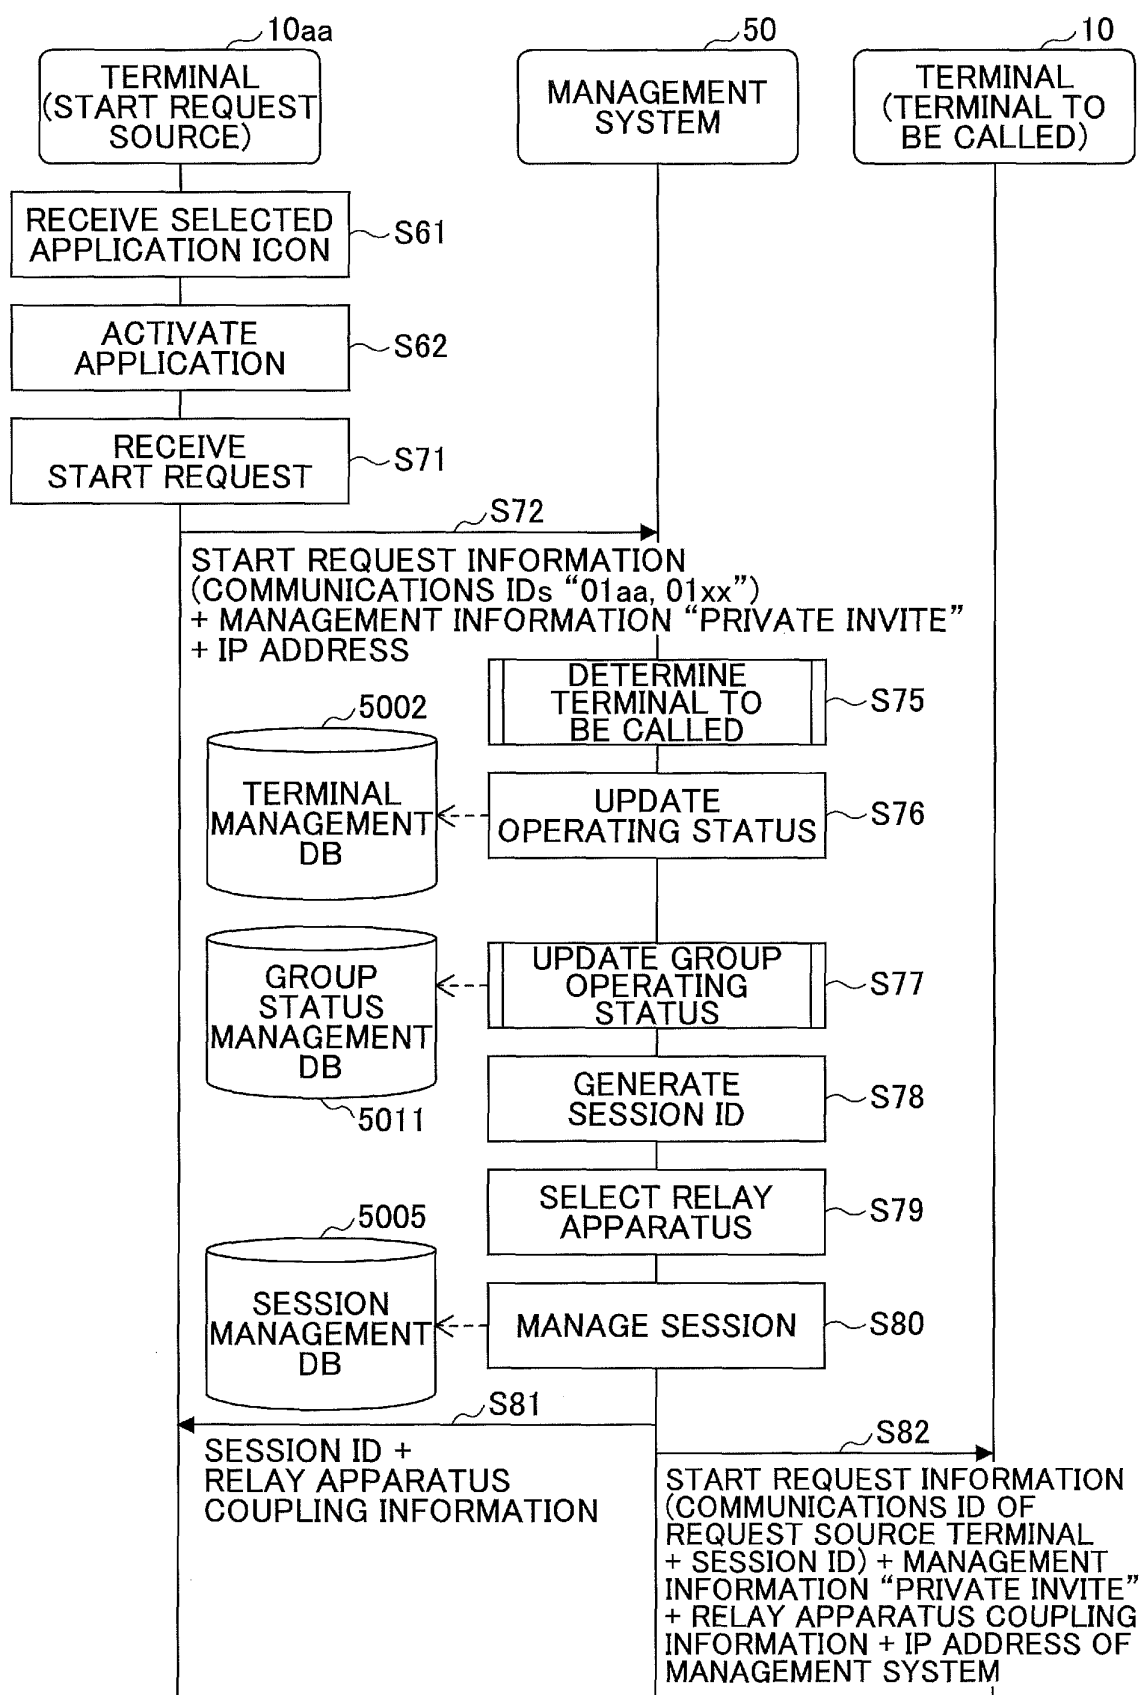 10aa
50
10
TERMINAL
(START REQUEST
SOURCE)
MANAGEMENT
SYSTEM
TERMINAL
(TERMINAL TO
BE CALLED)
RECEIVE SELECTED
APPLICATION ICON
S61
ACTIVATE
APPLICATION
S62
RECEIVE
START REQUEST
S71
S72
START REQUEST INFORMATION
(COMMUNICATIONS IDs “01aa, 01xx”)
+ MANAGEMENT INFORMATION “PRIVATE INVITE”
+ IP ADDRESS
DETERMINE
TERMINAL TO
BE CALLED
S75
5002
TERMINAL
MANAGEMENT
DB
UPDATE
OPERATING STATUS
S76
GROUP
STATUS
MANAGEMENT
DB
5011
UPDATE GROUP
OPERATING
STATUS
S77
GENERATE
SESSION ID
S78
SELECT RELAY
APPARATUS
S79
5005
SESSION
MANAGEMENT
DB
MANAGE SESSION
S80
S81
SESSION ID +
RELAY APPARATUS
COUPLING INFORMATION
S82
START REQUEST INFORMATION
(COMMUNICATIONS ID OF
REQUEST SOURCE TERMINAL
+ SESSION ID) + MANAGEMENT
INFORMATION “PRIVATE INVITE”
+ RELAY APPARATUS COUPLING
INFORMATION + IP ADDRESS OF
MANAGEMENT SYSTEM